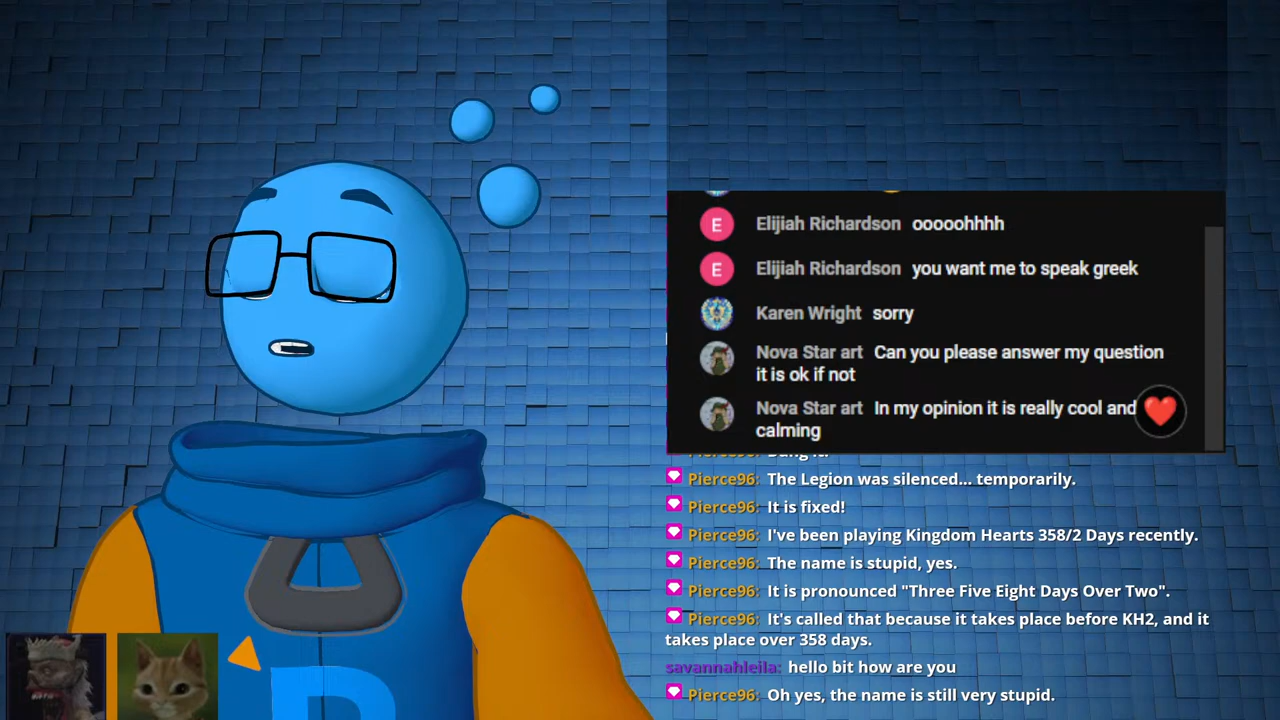 Elijiah Richardson ooooohhhh
Elijiah Richardson you want me to speak greek
Karen Wright sorry
Nova Star art Can you please answer my question
it is ok if not
Nova Star art In my opinion it is really cool and
calming
Pierce96: Dang it.
Pierce96: The Legion was silenced... temporarily.
Pierce96: It is fixed!
Pierce96: I've been playing Kingdom Hearts 358/2 Days recently.
Pierce96: The name is stupid, yes.
Pierce96: It is pronounced "Three Five Eight Days Over Two".
Pierce96: It's called that because it takes place before KH2, and it
takes place over 358 days.
savannahleila: hello bit how are you
Pierce96: Oh yes, the name is still very stupid.